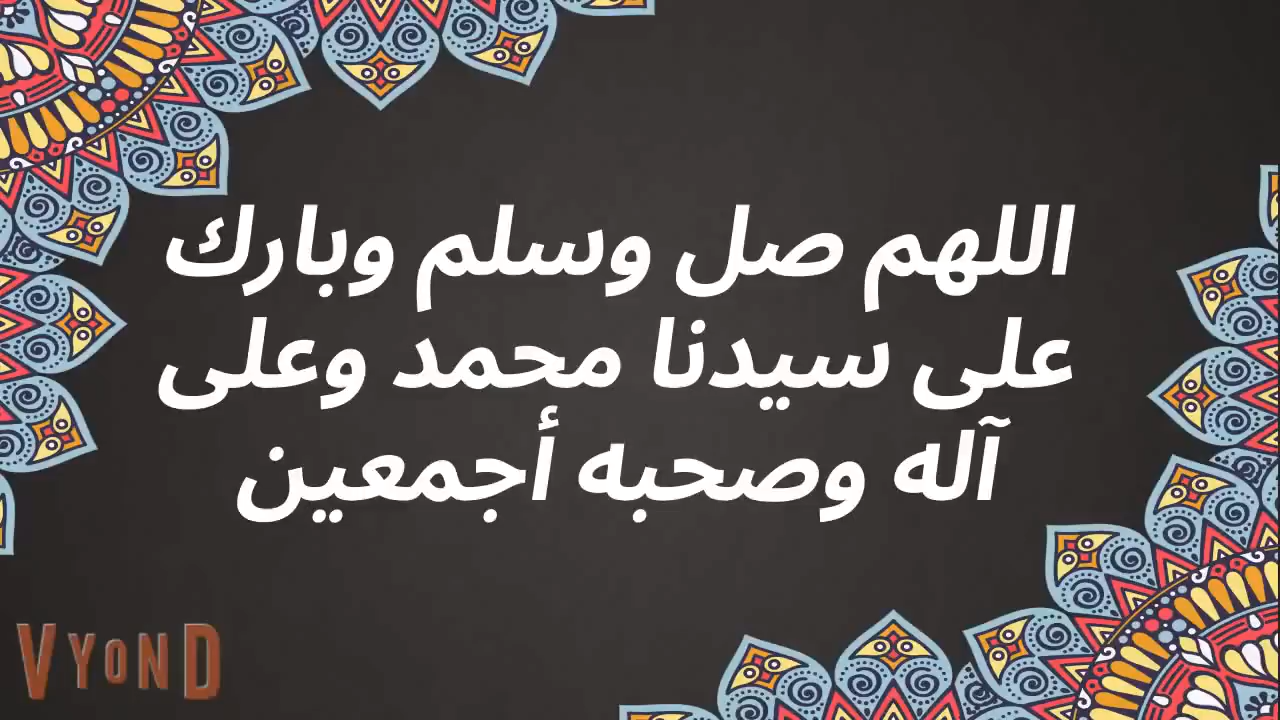 اللهم صل وسلم وبارك
على سيدنا محمد وعلى
آله وصحبه أجمعين
VYOND